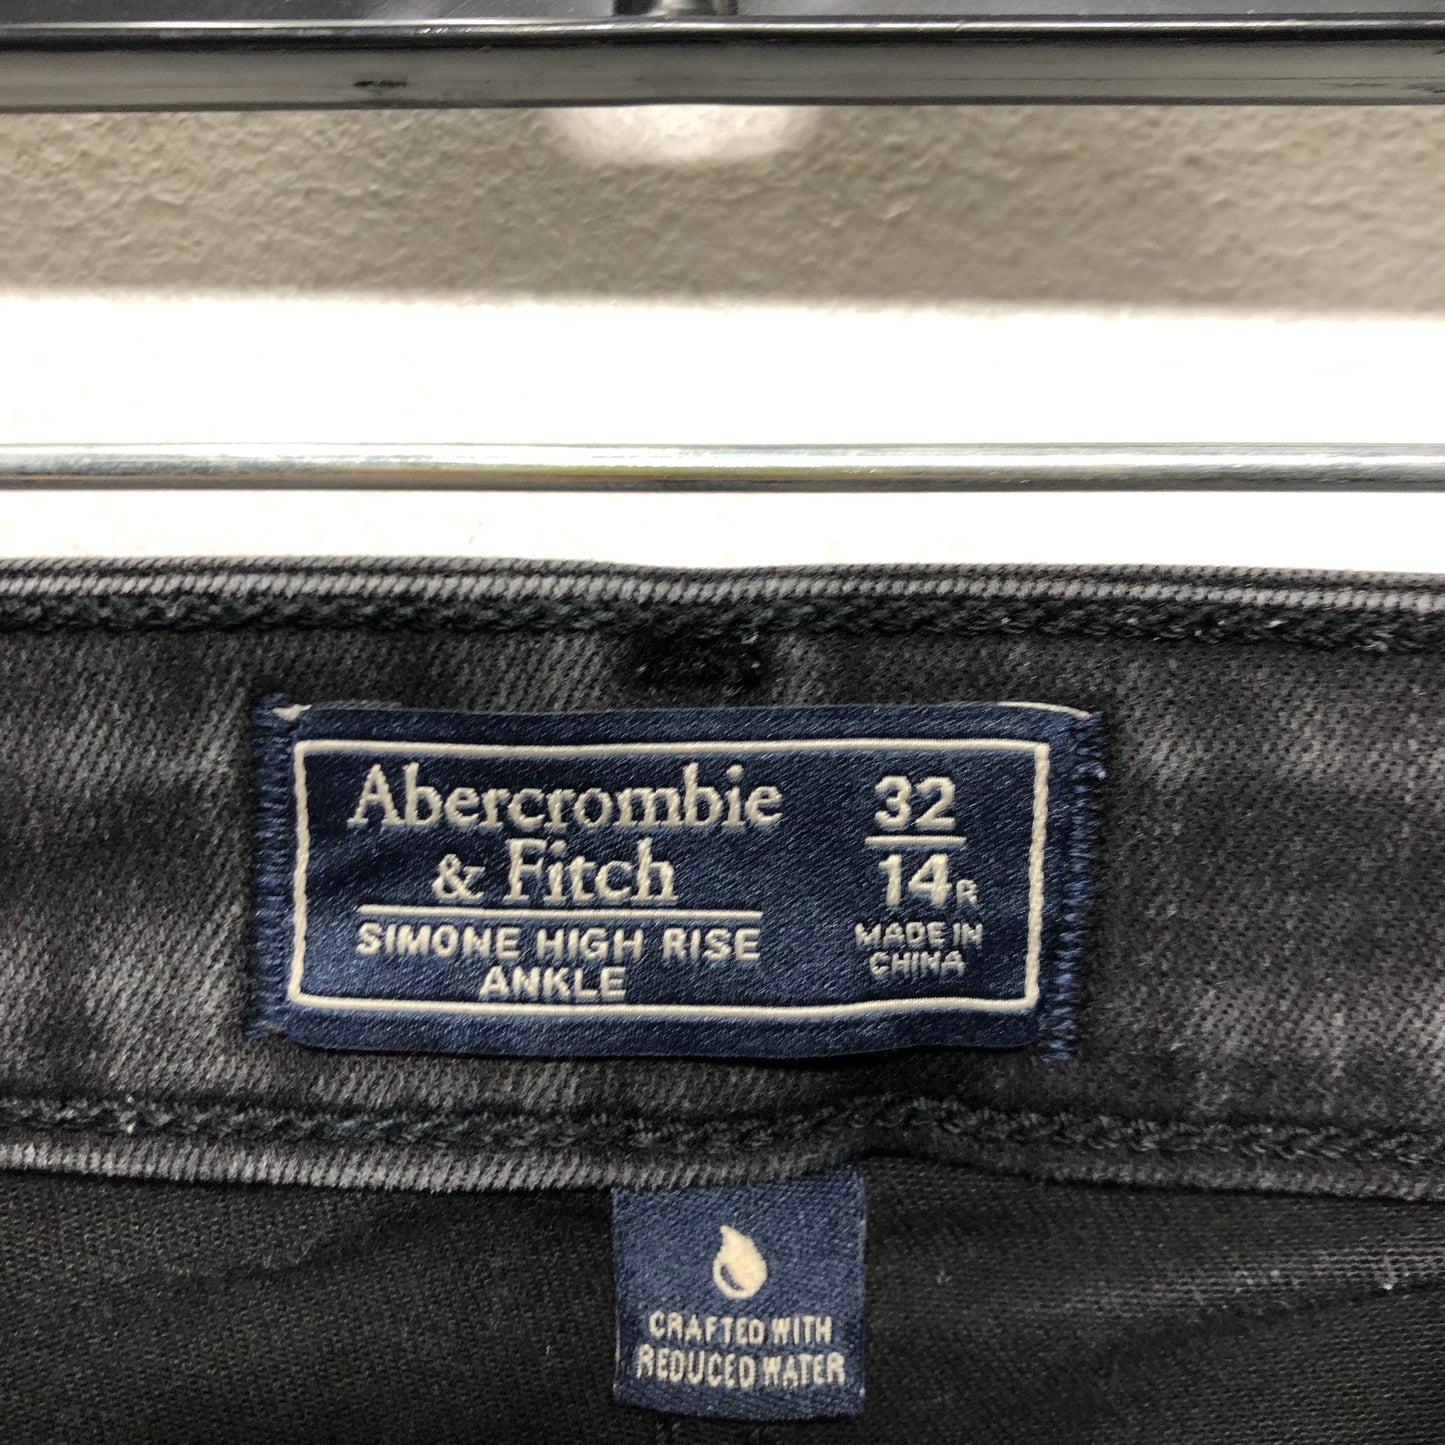 Abercrombie
& Fitch
SIMONE HIGH RISE
ANKLE
32
14R
MADE IN
CHINA
CRAFTED WITH
REDUCED WATER